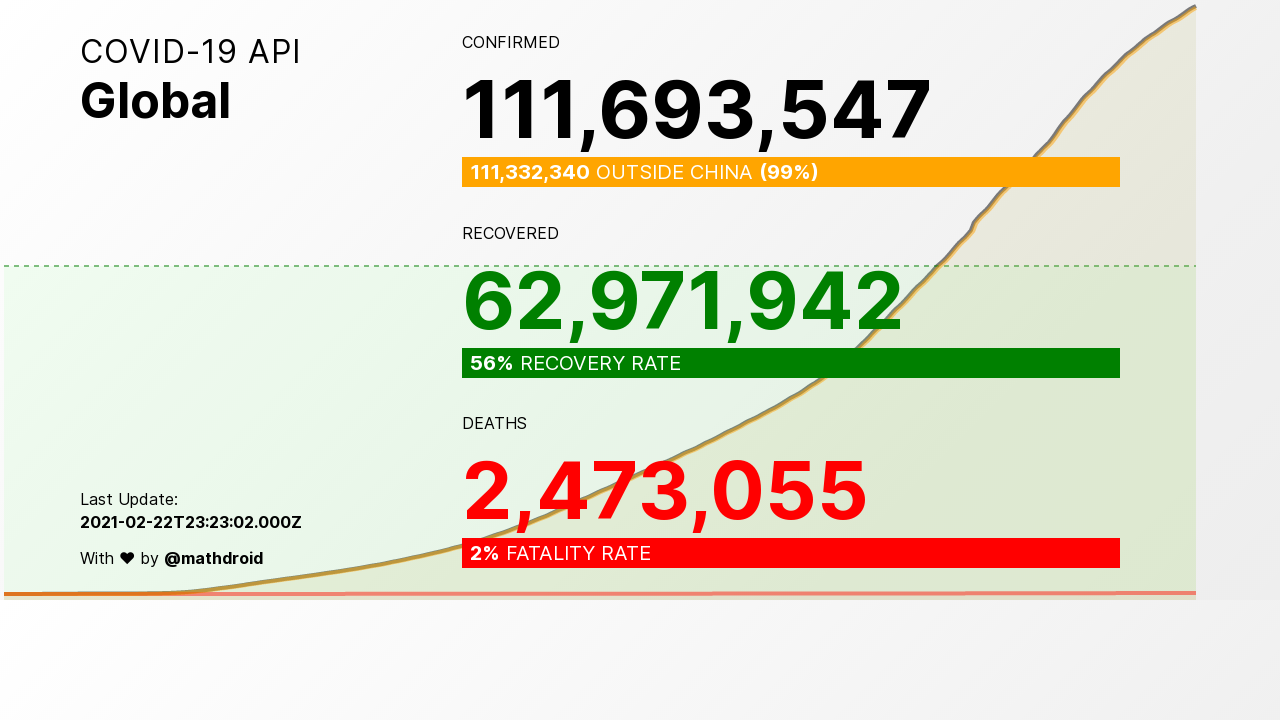 COVID-19 API
Global
CONFIRMED
111,693,547
111,332,340 OUTSIDE CHINA (99%)
RECOVERED
62,971,942
56% RECOVERY RATE
DEATHS
2,473,055
2% FATALITY RATE
Last Update:
2021-02-22T23:23:02.000Z
With ♥ by @mathdroid